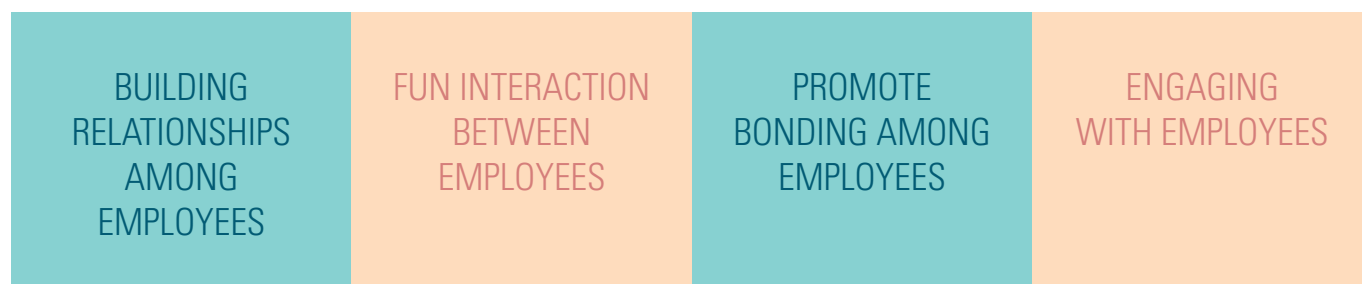 BUILDING
RELATIONSHIPS
AMONG
EMPLOYEES
FUN INTERACTION
BETWEEN
EMPLOYEES
PROMOTE
BONDING AMONG
EMPLOYEES
ENGAGING
WITH EMPLOYEES